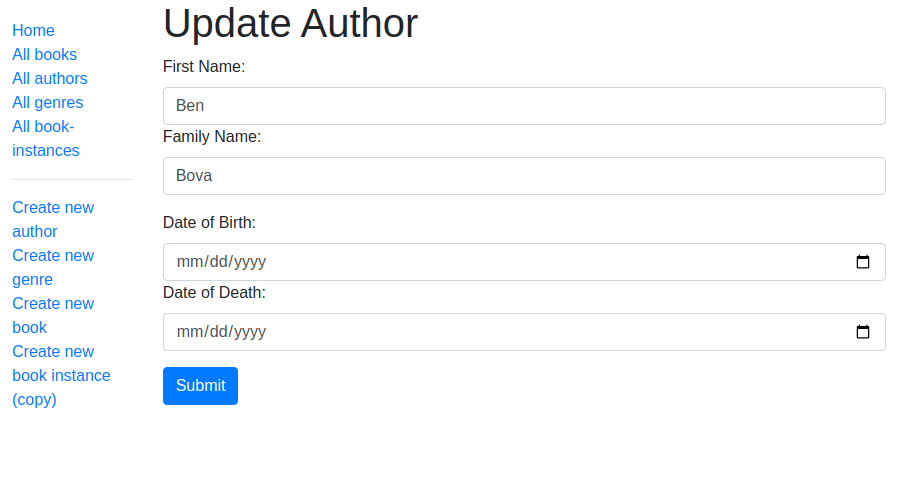 Home
All books
All authors
All genres
All book-
instances
Create new
author
Create new
genre
Create new
book
Create new
book instance
(copy)
Update Author
First Name:
Ben
Family Name:
Bova
Date of Birth:
mm/dd/yyyy
Date of Death:
mm/dd/yyyy
Submit